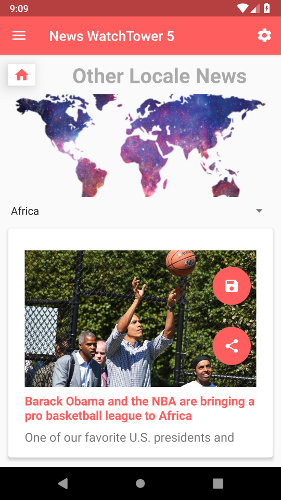 9:09
News WatchTower 5
Other Locale News
Africa
Barack Obama and the NBA are bringing a
pro basketball league to Africa
One of our favorite U.S. presidents and